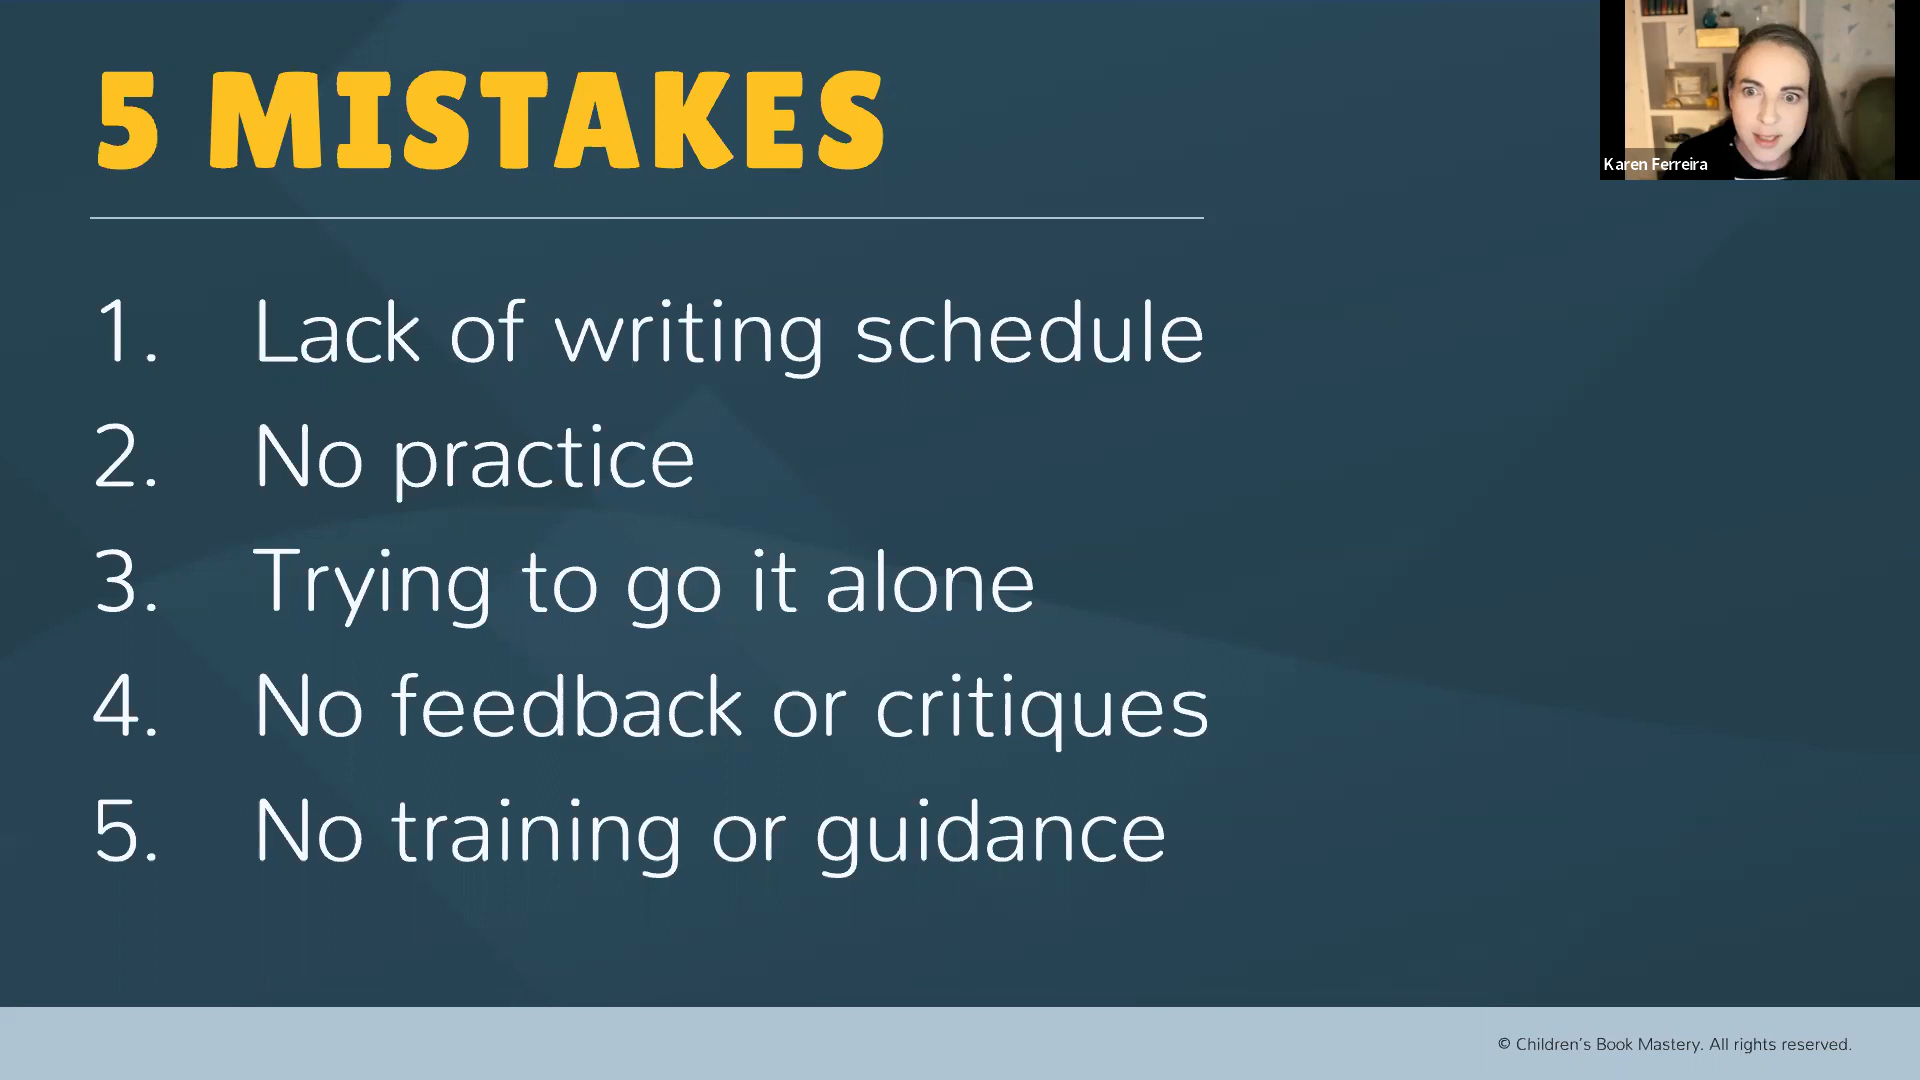 5 MISTAKES
Karen Ferreira
1. Lack of writing schedule
2. No practice
3. Trying to go it alone
4. No feedback or critiques
5. No training or guidance
© Children's Book Mastery. All rights reserved.